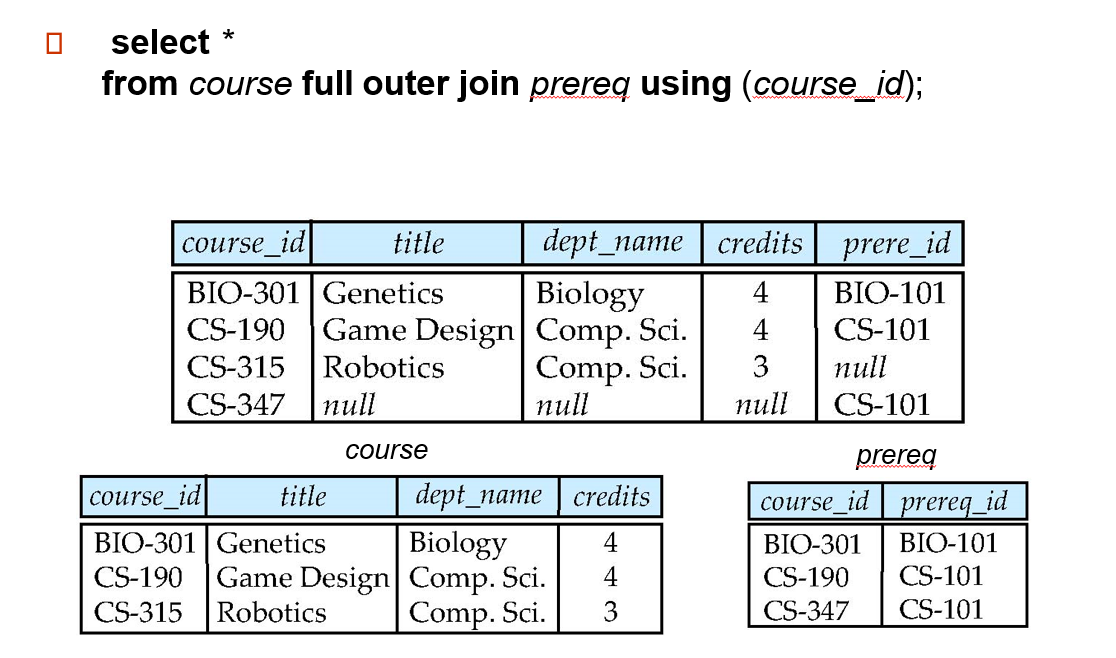 select *
from course full outer join prereq using (course_id);
course_id title dept_name credits prere_id
BIO-301 Genetics Biology 4 BIO-101
CS-190 Game Design Comp. Sci. 4 CS-101
CS-315 Robotics Comp. Sci. 3 null
CS-347 null null null CS-101
course
course_id title dept_name credits
BIO-301 Genetics Biology 4
CS-190 Game Design Comp. Sci. 4
CS-315 Robotics Comp. Sci. 3
prereq
course_id prereq_id
BIO-301 BIO-101
CS-190 CS-101
CS-347 CS-101